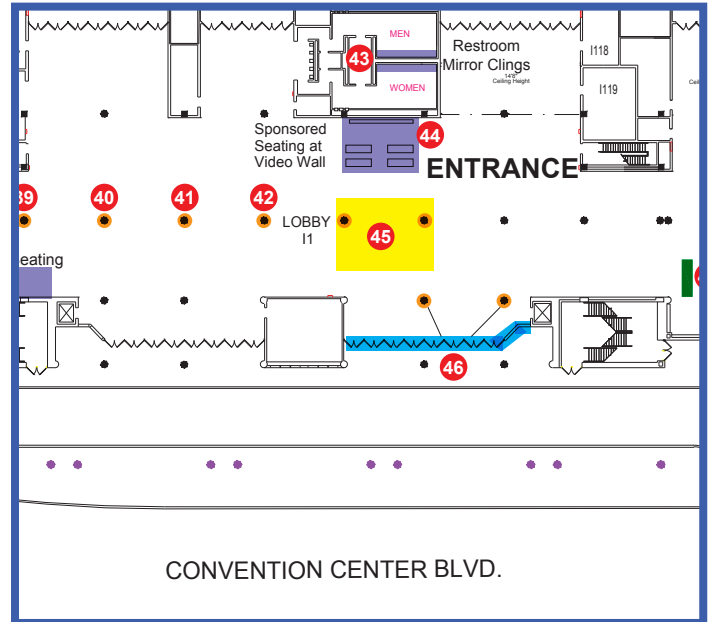 MEN
43
WOMEN
Restroom
Mirror Clings
14'8"
Ceiling Height
I118
I119
Sponsored
Seating at
Video Wall
44
ENTRANCE
39
40
41
42
LOBBY
I1
45
eating
46
CONVENTION CENTER BLVD.